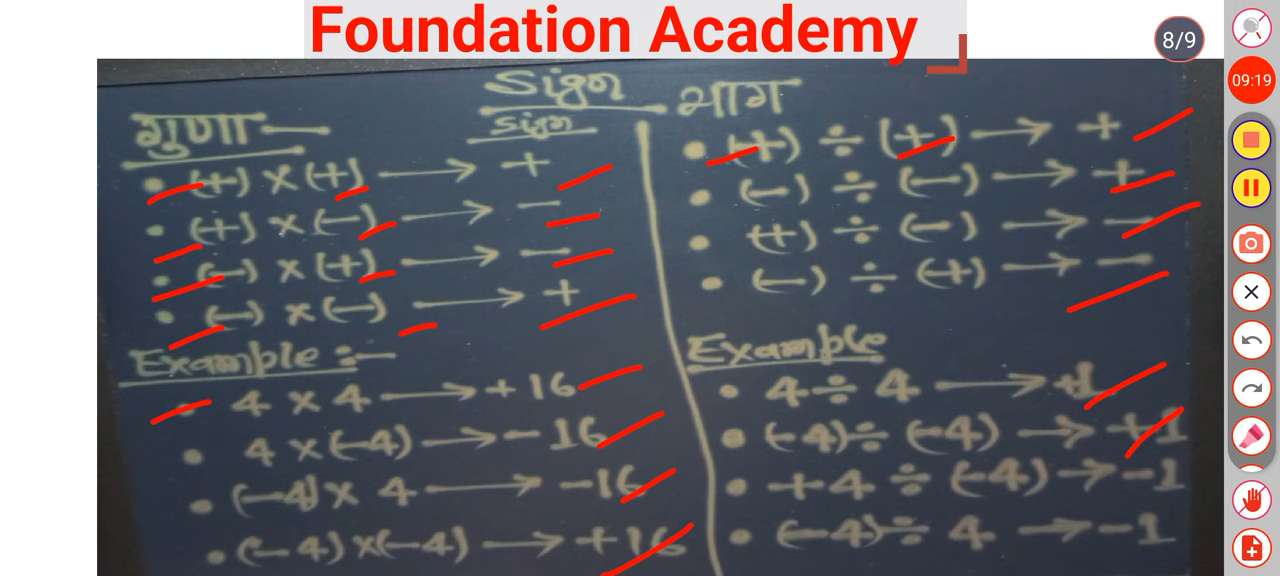 Foundation Academy
8/9
09:19
Sign
गुणा —
Sign
• (+) × (+) ⟶ +
• (+) × (−) ⟶ −
• (−) × (+) ⟶ −
• (−) × (−) ⟶ +
Example :−
• 4 × 4 ⟶ + 16
• 4 × (−4) ⟶ − 16
• (−4) × 4 ⟶ −16
• (−4) × (−4) ⟶ +16
भाग
• (+) ÷ (+) ⟶ +
• (−) ÷ (−) ⟶ +
• (+) ÷ (−) ⟶ −
• (−) ÷ (+) ⟶ −
Example
• 4 ÷ 4 ⟶ +1
• (−4) ÷ (−4) ⟶ +1
• +4 ÷ (−4) ⟶ −1
• (−4) ÷ 4 ⟶ −1